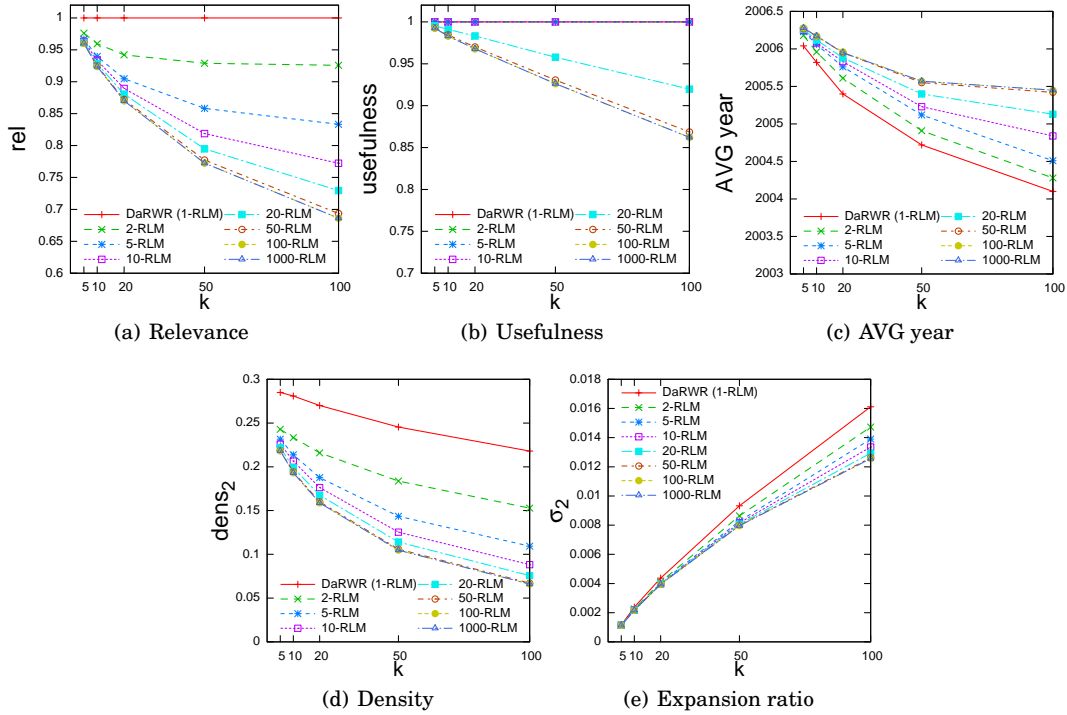 1
0.95
0.9
0.85
0.8
0.75
0.7
0.65
0.6
rel
DaRWR (1-RLM)
2-RLM
5-RLM
10-RLM
20-RLM
50-RLM
100-RLM
1000-RLM
5 10 20 50 100
k
(a) Relevance
1
0.95
0.9
0.85
0.8
0.75
0.7
usefulness
DaRWR (1-RLM)
2-RLM
5-RLM
10-RLM
20-RLM
50-RLM
100-RLM
1000-RLM
5 10 20 50 100
k
(b) Usefulness
2006.5
2006
2005.5
2005
2004.5
2004
2003.5
2003
AVG year
DaRWR (1-RLM)
2-RLM
5-RLM
10-RLM
20-RLM
50-RLM
100-RLM
1000-RLM
5 10 20 50 100
k
(c) AVG year
0.3
0.25
0.2
0.15
0.1
0.05
0
dens2
DaRWR (1-RLM)
2-RLM
5-RLM
10-RLM
20-RLM
50-RLM
100-RLM
1000-RLM
5 10 20 50 100
k
(d) Density
0.018
0.016
0.014
0.012
0.01
0.008
0.006
0.004
0.002
0
σ2
DaRWR (1-RLM)
2-RLM
5-RLM
10-RLM
20-RLM
50-RLM
100-RLM
1000-RLM
5 10 20 50 100
k
(e) Expansion ratio